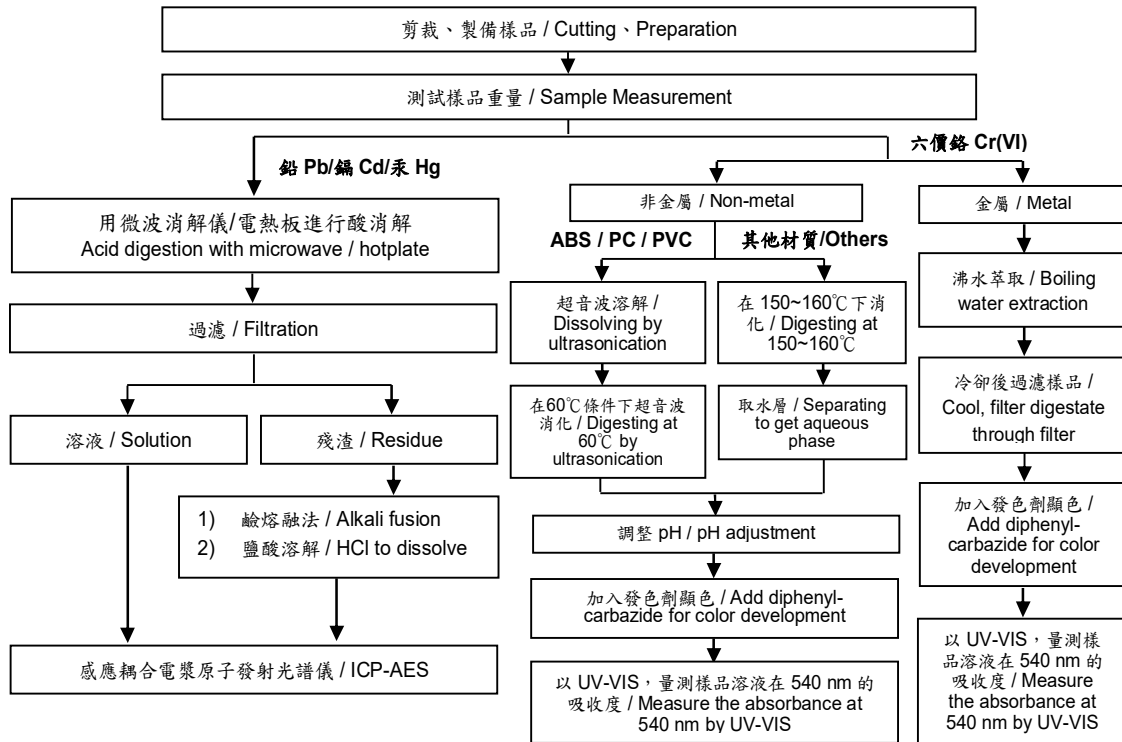 剪裁、製備樣品 / Cutting、Preparation
測試樣品重量 / Sample Measurement
鉛 Pb/鎘 Cd/汞 Hg
六價鉻 Cr(VI)
用微波消解儀/電熱板進行酸消解
Acid digestion with microwave / hotplate
過濾 / Filtration
溶液 / Solution
殘渣 / Residue
1) 鹼熔融法 / Alkali fusion
2) 鹽酸溶解 / HCl to dissolve
感應耦合電漿原子發射光譜儀 / ICP-AES
非金屬 / Non-metal
ABS / PC / PVC
其他材質/Others
超音波溶解 /
Dissolving by
ultrasonication
在60℃條件下超音波
消化 / Digesting at
60℃ by
ultrasonication
在 150~160℃下消
化 / Digesting at
150~160℃
取水層 / Separating
to get aqueous
phase
調整 pH / pH adjustment
加入發色劑顯色 / Add diphenyl-
carbazide for color development
以 UV-VIS，量測樣品溶液在 540 nm 的
吸收度 / Measure the absorbance at
540 nm by UV-VIS
金屬 / Metal
沸水萃取 / Boiling
water extraction
冷卻後過濾樣品 /
Cool, filter digestate
through filter
加入發色劑顯色 /
Add diphenyl-
carbazide for color
development
以 UV-VIS，量測樣
品溶液在 540 nm 的
吸收度 / Measure
the absorbance at
540 nm by UV-VIS